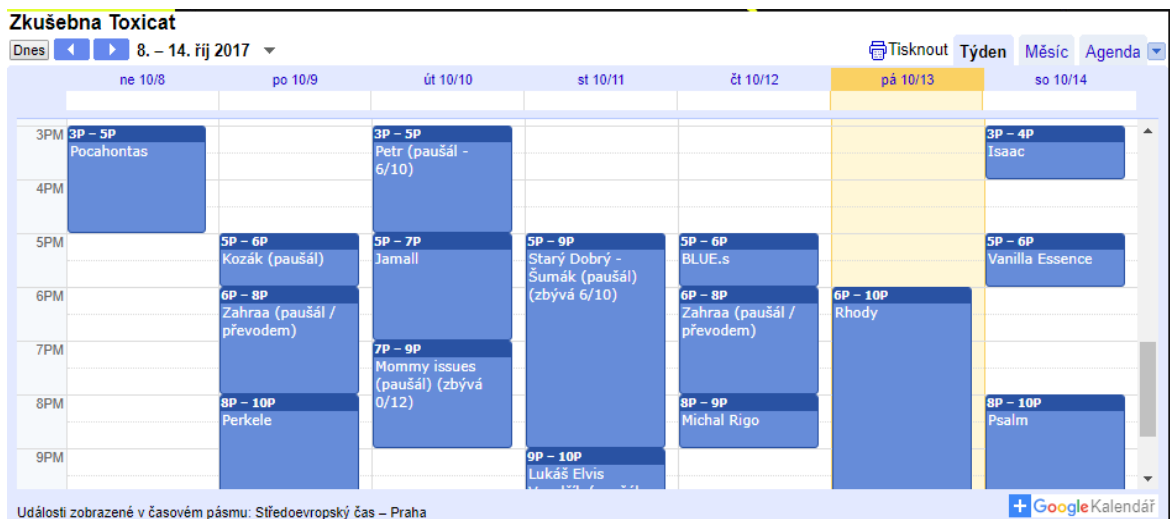 Zkušebna Toxicat
Dnes 8. – 14. říj 2017 Tisknout Týden Měsíc Agenda
ne 10/8 po 10/9 út 10/10 st 10/11 čt 10/12 pá 10/13 so 10/14
3PM
4PM
5PM
6PM
7PM
8PM
9PM
3P – 5P
Pocahontas
5P – 6P
Kozák (paušál)
6P – 8P
Zahraa (paušál /
převodem)
8P – 10P
Perkele
3P – 5P
Petr (paušál -
6/10)
5P – 7P
Jamall
7P – 9P
Mommy issues
(paušál) (zbývá
0/12)
5P – 9P
Starý Dobrý -
Šumák (paušál)
(zbývá 6/10)
9P – 10P
Lukáš Elvis
5P – 6P
BLUE.s
6P – 8P
Zahraa (paušál /
převodem)
8P – 9P
Michal Rigo
6P – 10P
Rhody
3P – 4P
Isaac
5P – 6P
Vanilla Essence
8P – 10P
Psalm
Události zobrazené v časovém pásmu: Středoevropský čas – Praha
Google Kalendář